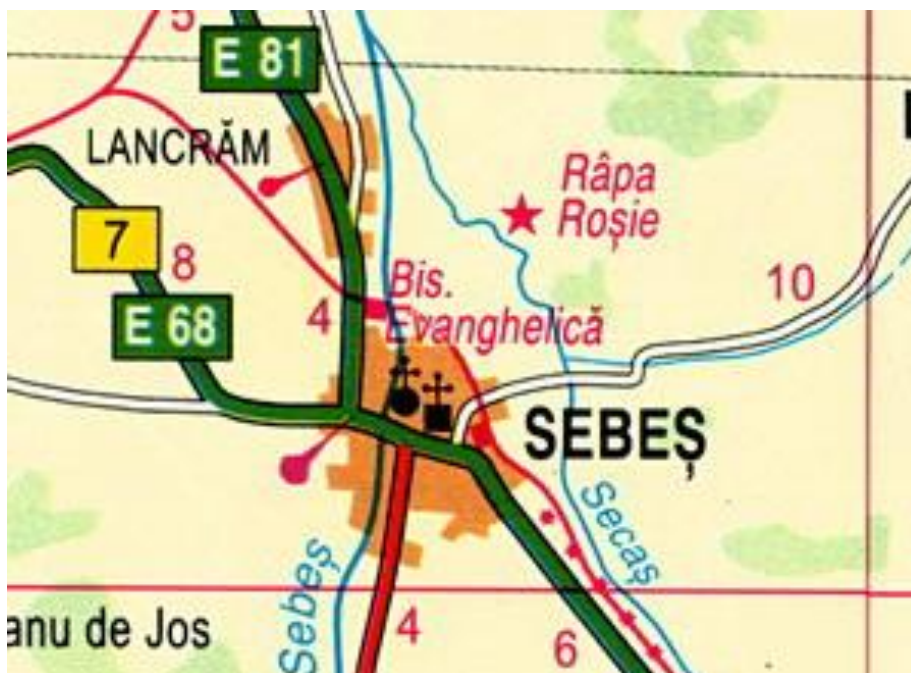 5
E 81
LANCRĂM
Râpa
Roșie
7
8
10
E 68
4
Bis.
Evanghelică
SEBEȘ
Secaș
Sebeș
anu de Jos
4
6